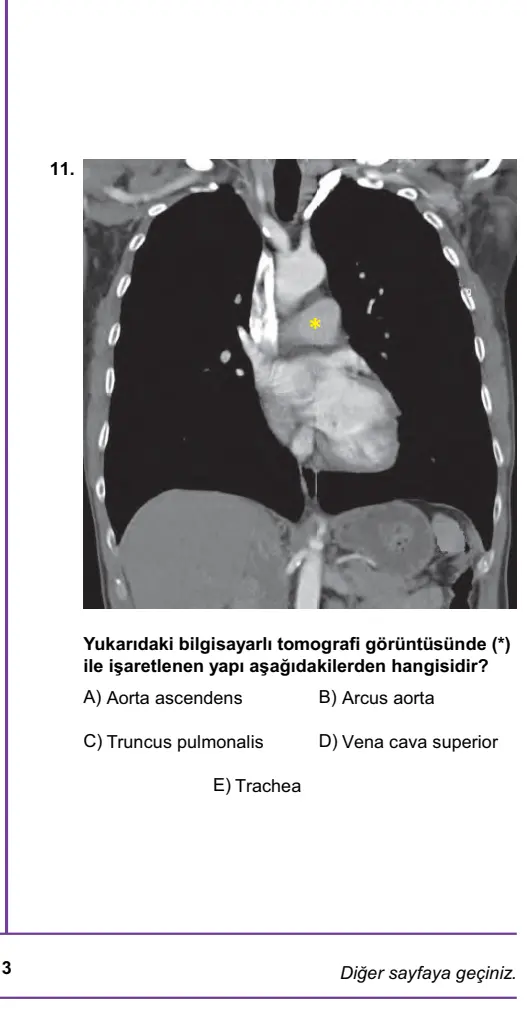 11.
*
Yukarıdaki bilgisayarlı tomografi görüntüsünde (*)
ile işaretlenen yapı aşağıdakilerden hangisidir?
A) Aorta ascendens B) Arcus aorta
C) Truncus pulmonalis D) Vena cava superior
E) Trachea
3 Diğer sayfaya geçiniz.